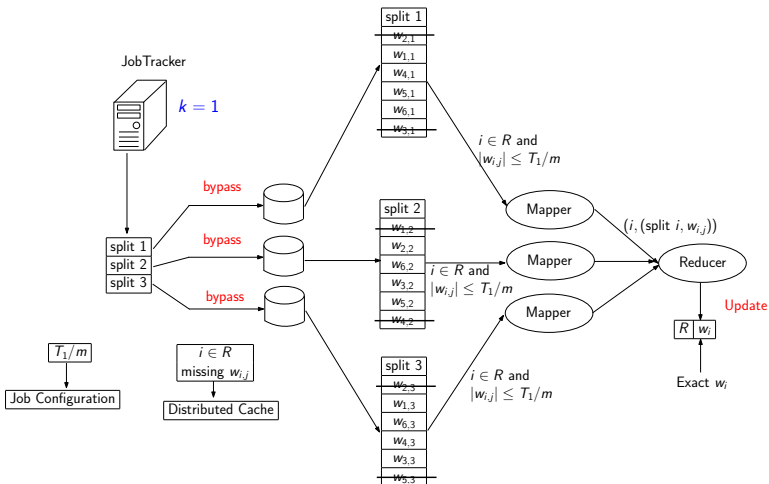 JobTracker
k = 1
split 1
split 2
split 3
bypass
bypass
bypass
T₁/m
Job Configuration
i ∈ R
missing wᵢ,ⱼ
Distributed Cache
split 1
w₂,₁
w₁,₁
w₄,₁
w₅,₁
w₆,₁
w₃,₁
split 2
w₁,₂
w₂,₂
w₆,₂
w₃,₂
w₅,₂
w₄,₂
split 3
w₂,₃
w₁,₃
w₆,₃
w₄,₃
w₃,₃
w₅,₃
i ∈ R and
|wᵢ,ⱼ| ≤ T₁/m
i ∈ R and
|wᵢ,ⱼ| ≤ T₁/m
i ∈ R and
|wᵢ,ⱼ| ≤ T₁/m
Mapper
Mapper
Mapper
(i, (split i, wᵢ,ⱼ))
Reducer
Update
R wᵢ
Exact wᵢ